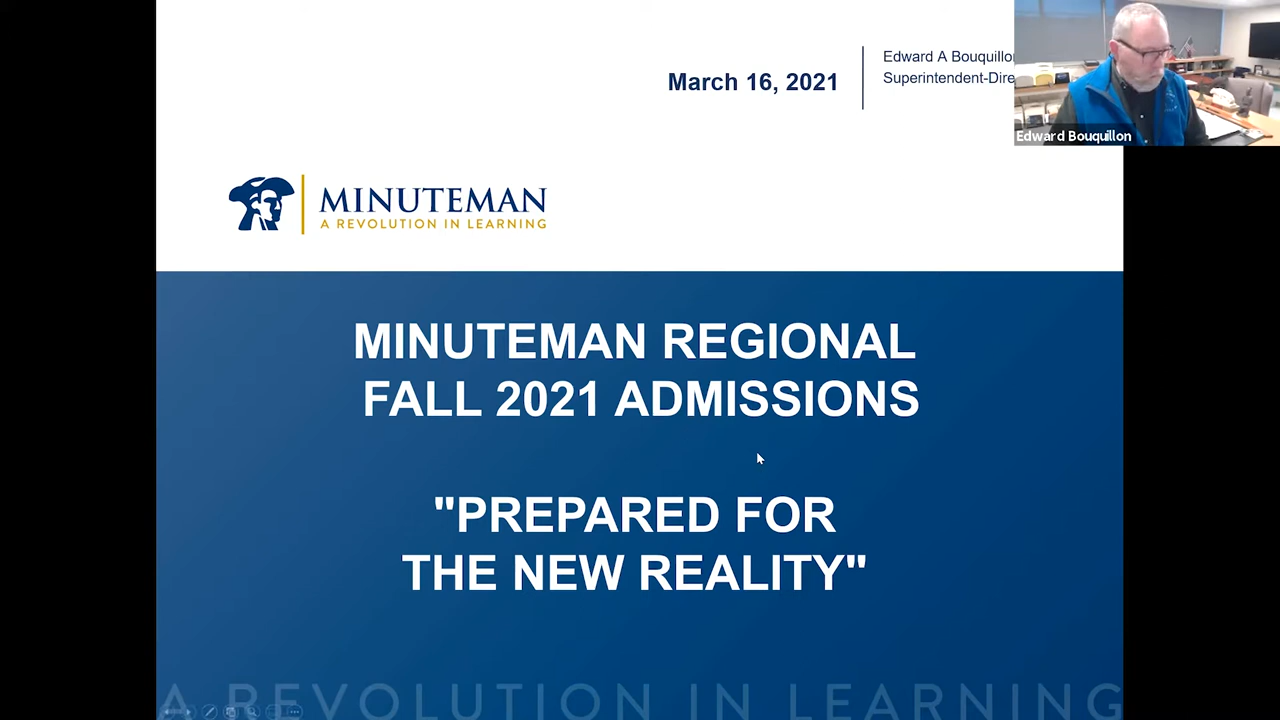 March 16, 2021
Edward A Bouquillo
Superintendent-Dire
Edward Bouquillon
MINUTEMAN
A REVOLUTION IN LEARNING
MINUTEMAN REGIONAL
FALL 2021 ADMISSIONS
"PREPARED FOR
THE NEW REALITY"
A REVOLUTION IN LEARNING